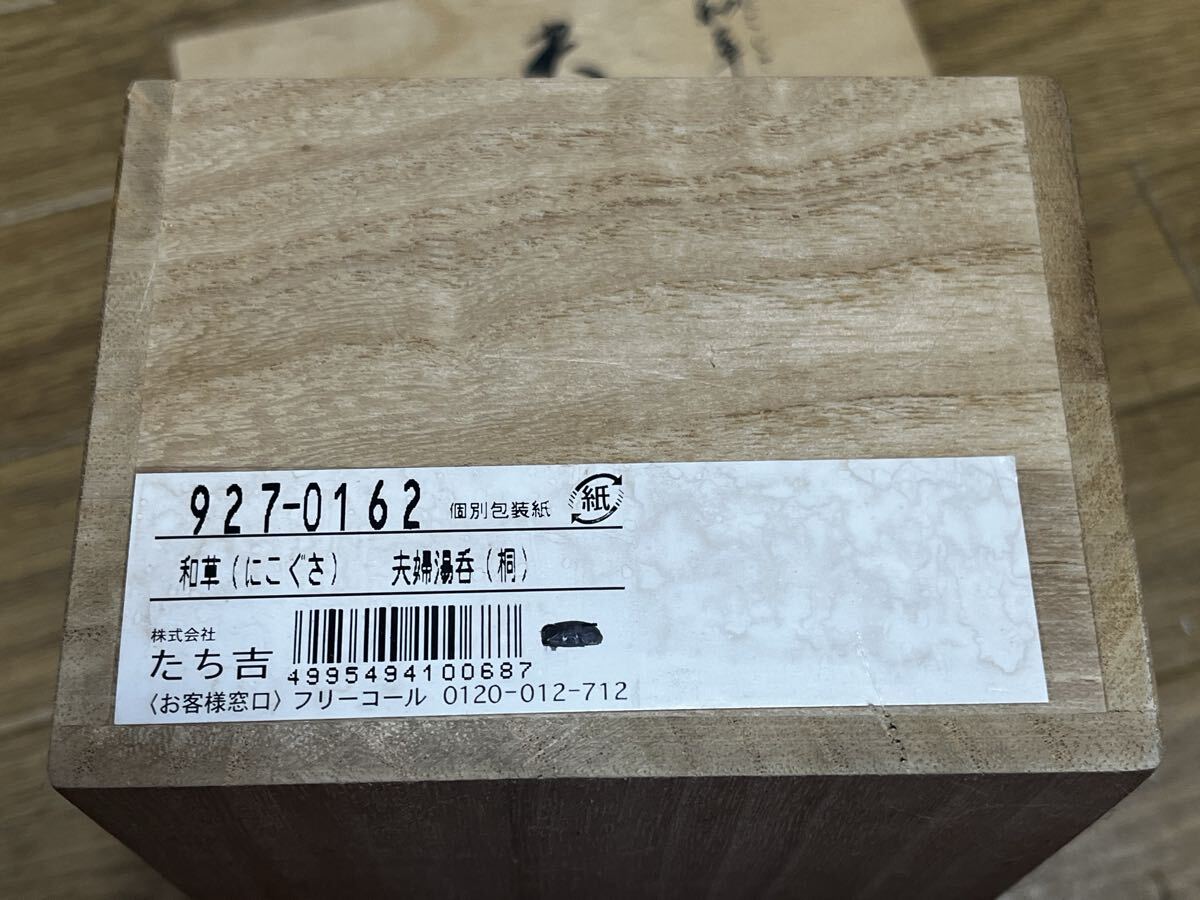 927-0162 個別包装紙 紙
和草(にこぐさ) 夫婦湯呑(桐)
株式会社
たち吉
4995494100687
〈お客様窓口〉フリーコール 0120-012-712